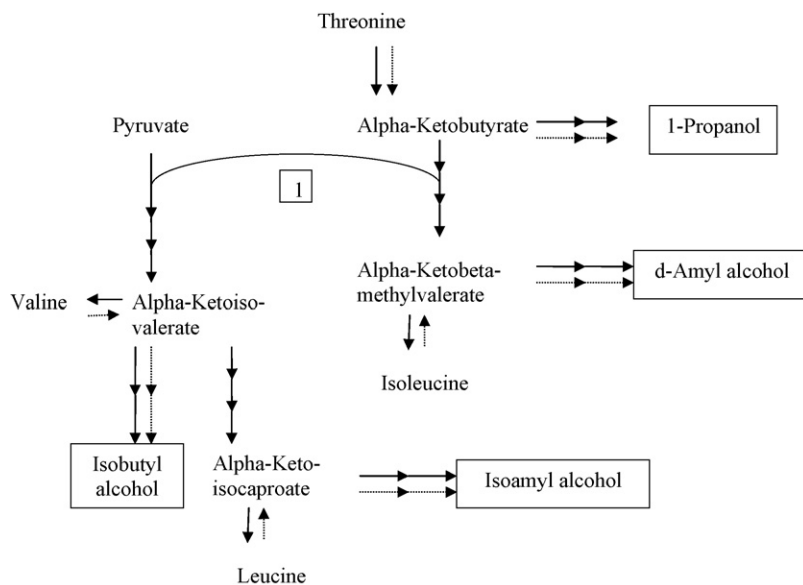 Threonine
Pyruvate
Alpha-Ketobutyrate
1-Propanol
1
Alpha-Ketobeta-
methylvalerate
d-Amyl alcohol
Valine
Alpha-Ketoiso-
valerate
Isoleucine
Isobutyl
alcohol
Alpha-Keto-
isocaproate
Isoamyl alcohol
Leucine